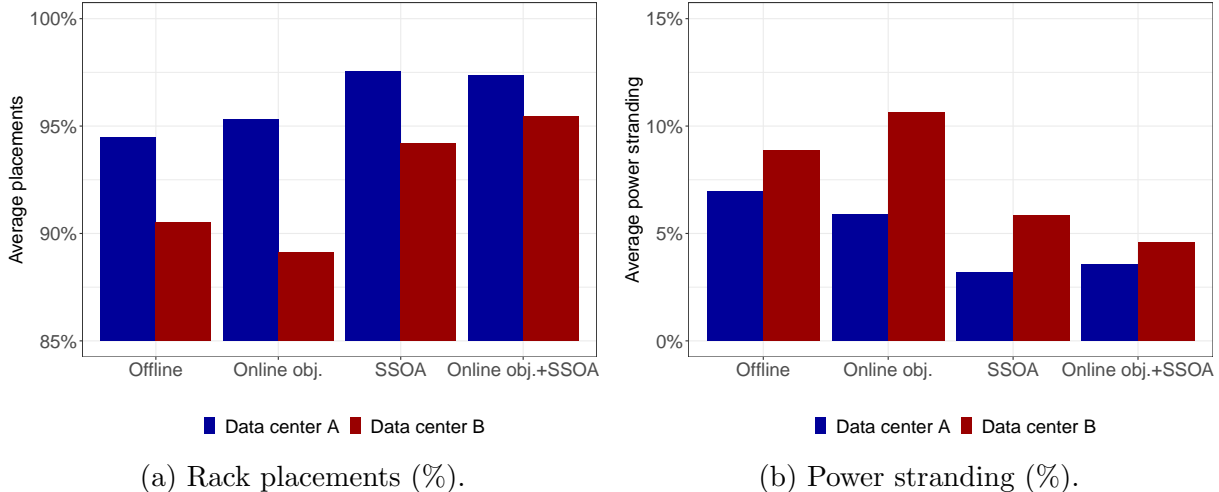 100%
95%
90%
85%
Average placements
Offline
Online obj.
SSOA
Online obj.+SSOA
Data center A
Data center B
(a) Rack placements (%).
15%
10%
5%
0%
Average power stranding
Offline
Online obj.
SSOA
Online obj.+SSOA
Data center A
Data center B
(b) Power stranding (%).